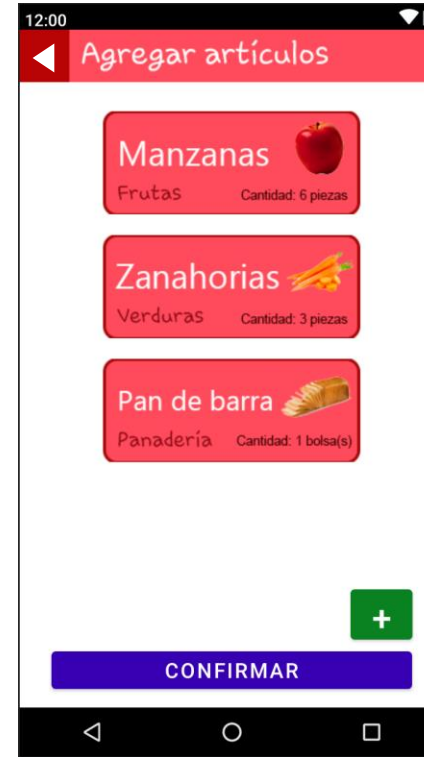 12:00
Agregar artículos
Manzanas
Frutas
Cantidad: 6 piezas
Zanahorias
Verduras
Cantidad: 3 piezas
Pan de barra
Panadería
Cantidad: 1 bolsa(s)
+
CONFIRMAR